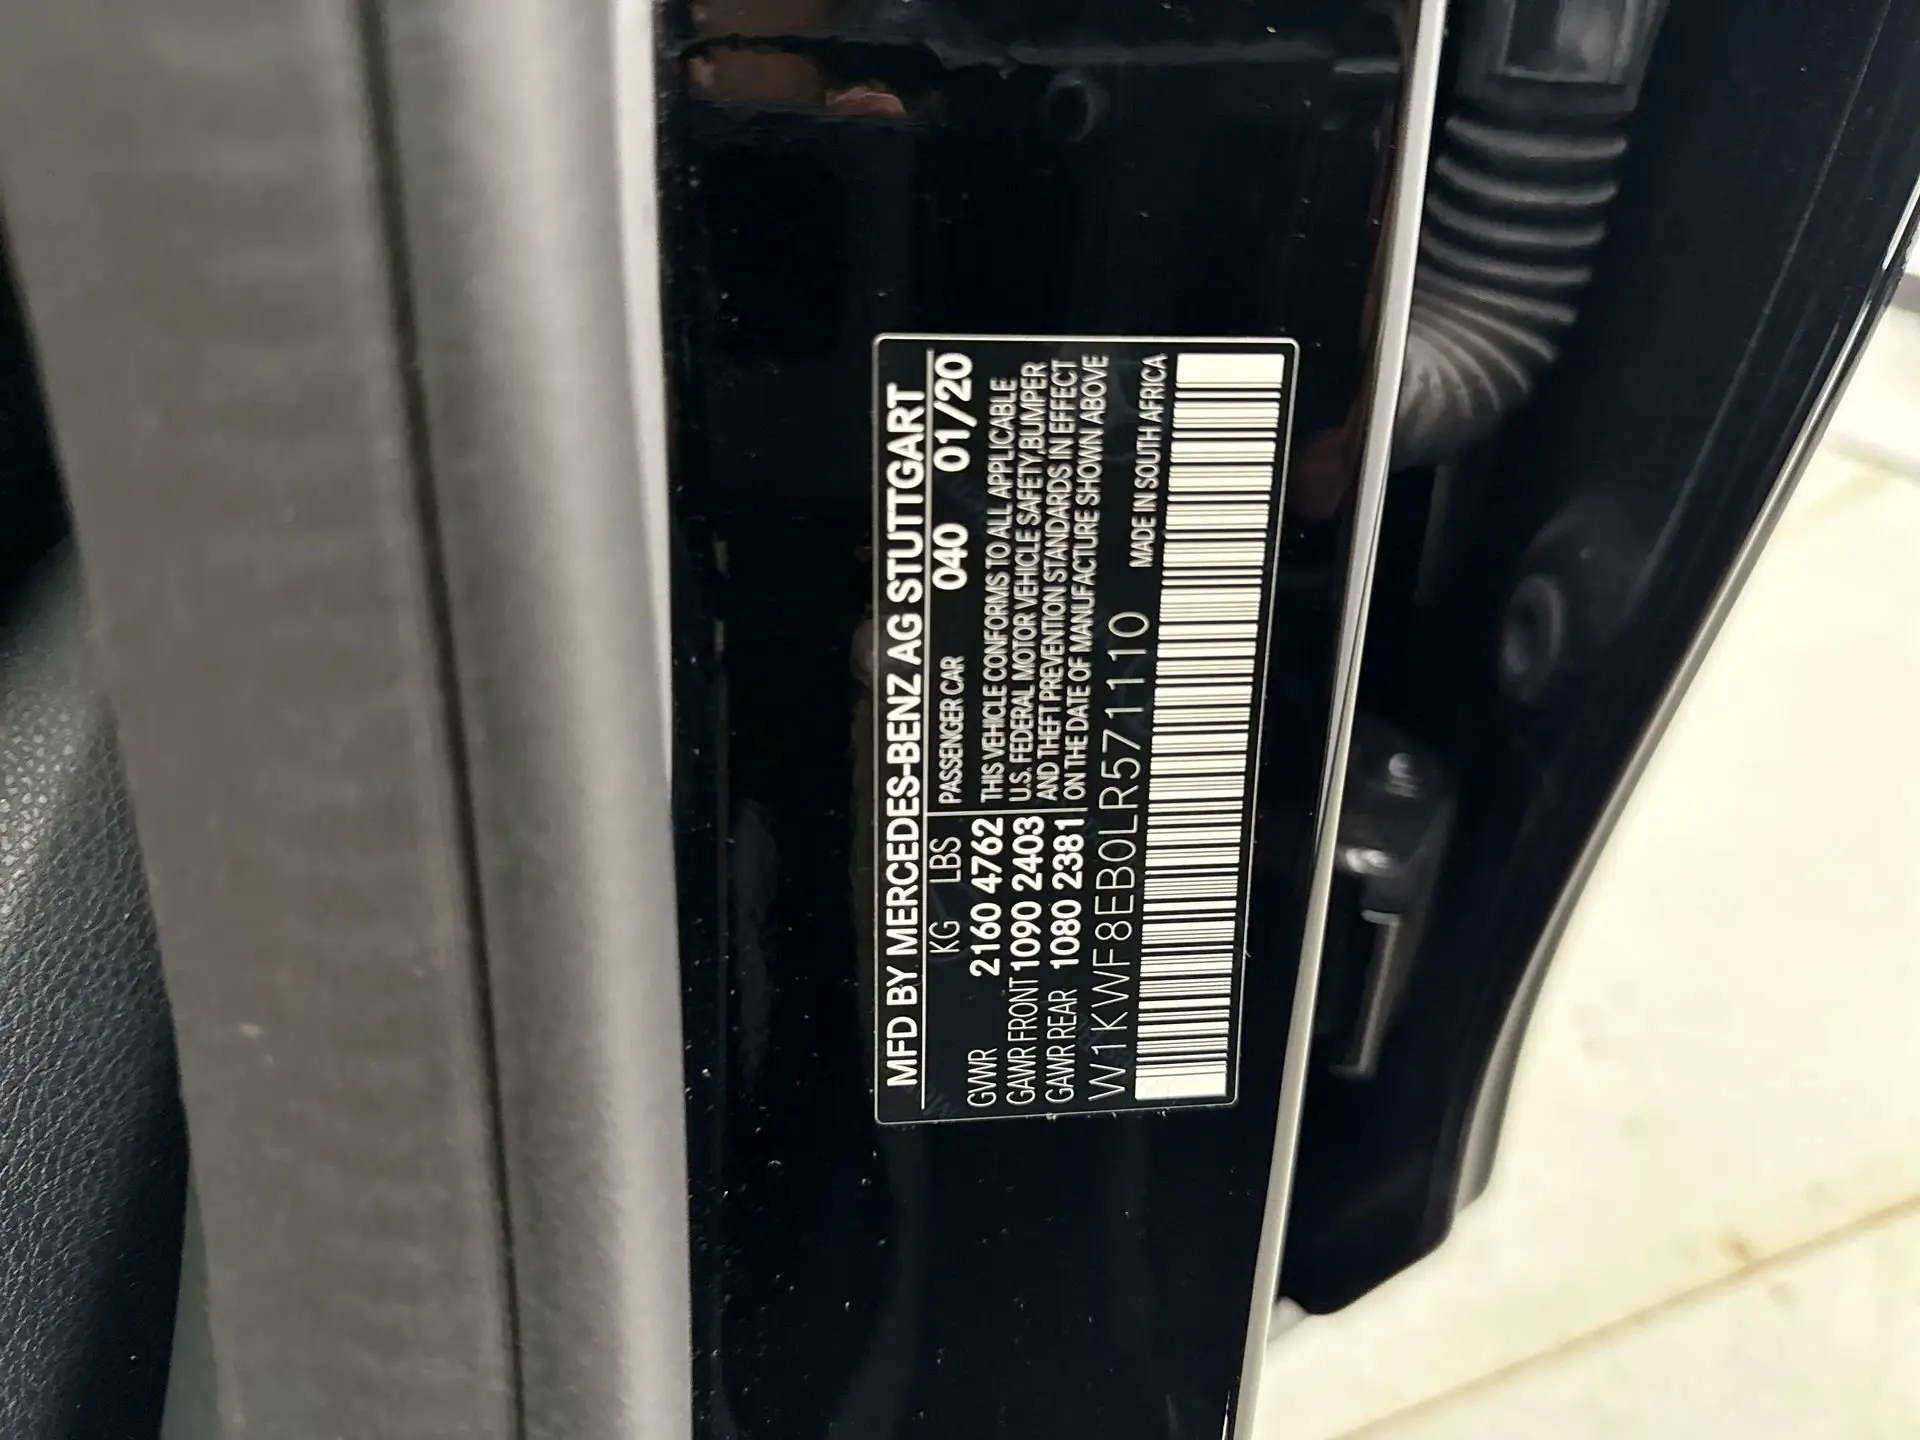 MFD BY MERCEDES-BENZ AG STUTTGART
KG LBS PASSENGER CAR 040 01/20
GVWR 2160 4762 THIS VEHICLE CONFORMS TO ALL APPLICABLE
GAWR FRONT 1090 2403 U.S. FEDERAL MOTOR VEHICLE SAFETY,BUMPER
GAWR REAR 1080 2381 AND THEFT PREVENTION STANDARDS IN EFFECT
ON THE DATE OF MANUFACTURE SHOWN ABOVE
W1KWF8EB0LR571110 MADE IN SOUTH AFRICA